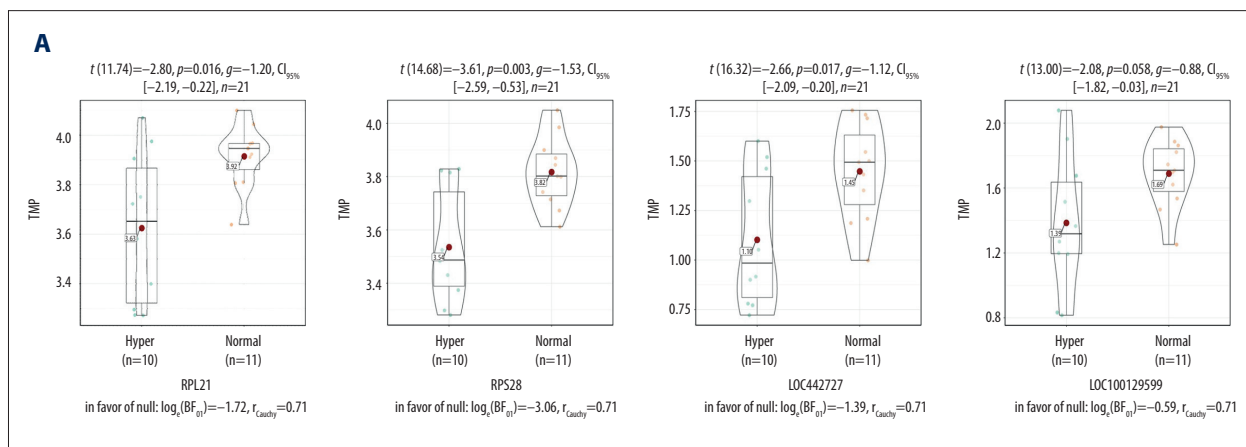 A
t (11.74)=−2.80, p=0.016, g=−1.20, CI95%
[−2.19, −0.22], n=21
TMP
4.0
3.8
3.6
3.4
3.63
3.92
Hyper
(n=10)
Normal
(n=11)
RPL21
in favor of null: loge(BF01)=−1.72, rCauchy=0.71
t (14.68)=−3.61, p=0.003, g=−1.53, CI95%
[−2.59, −0.53], n=21
TMP
4.0
3.8
3.6
3.4
3.54
3.82
Hyper
(n=10)
Normal
(n=11)
RPS28
in favor of null: loge(BF01)=−3.06, rCauchy=0.71
t (16.32)=−2.66, p=0.017, g=−1.12, CI95%
[−2.09, −0.20], n=21
TMP
1.75
1.50
1.25
1.00
0.75
1.10
1.45
Hyper
(n=10)
Normal
(n=11)
LOC442727
in favor of null: loge(BF01)=−1.39, rCauchy=0.71
t (13.00)=−2.08, p=0.058, g=−0.88, CI95%
[−1.82, −0.03], n=21
TMP
2.0
1.6
1.2
0.8
1.39
1.69
Hyper
(n=10)
Normal
(n=11)
LOC100129599
in favor of null: loge(BF01)=−0.59, rCauchy=0.71